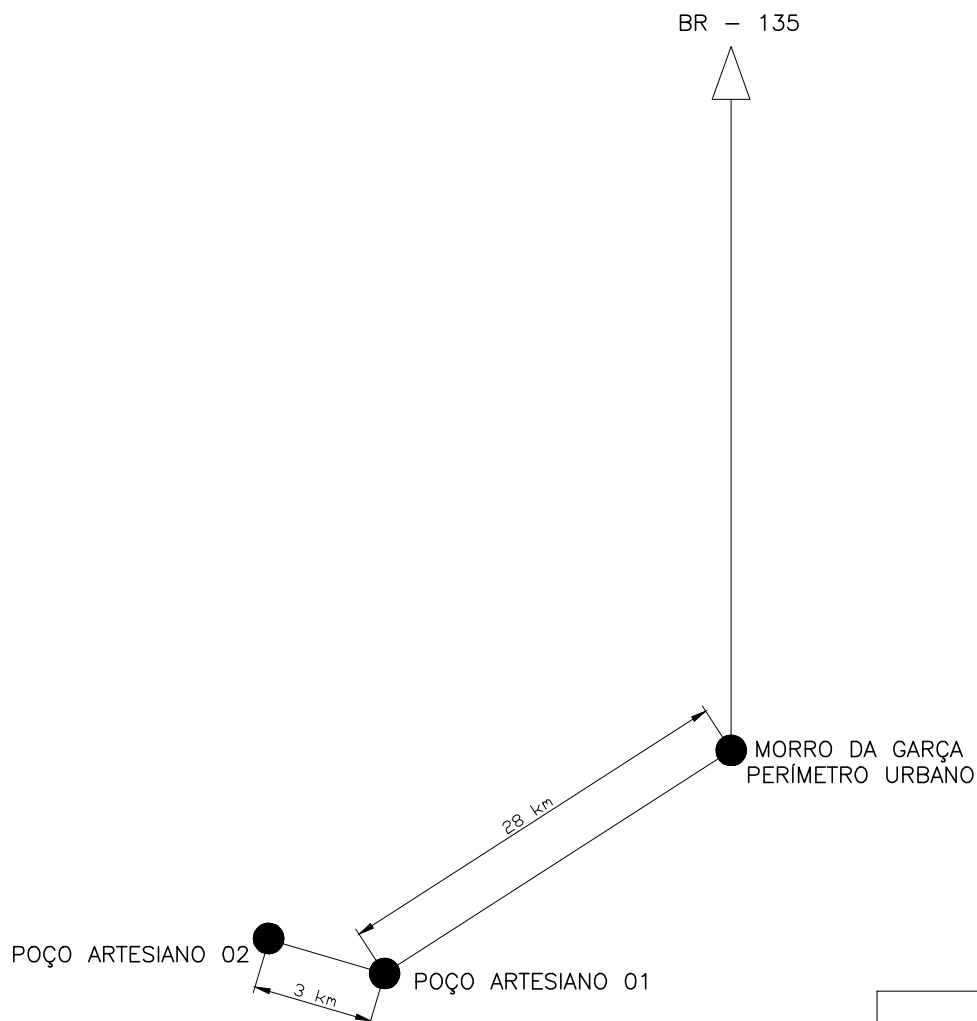 BR – 135
MORRO DA GARÇA
PERÍMETRO URBANO
28 km
POÇO ARTESIANO 02
POÇO ARTESIANO 01
3 km